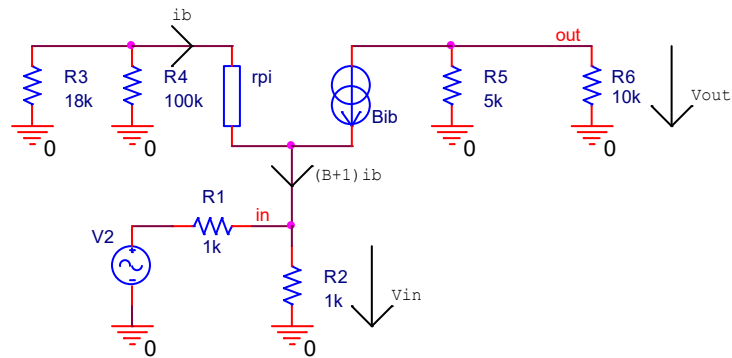 ib
out
R3
18k
R4
100k
rpi
Bib
R5
5k
R6
10k
Vout
0
0
0
0
(B+1)ib
R1
1k
in
V2
+
-
R2
1k
Vin
0
0